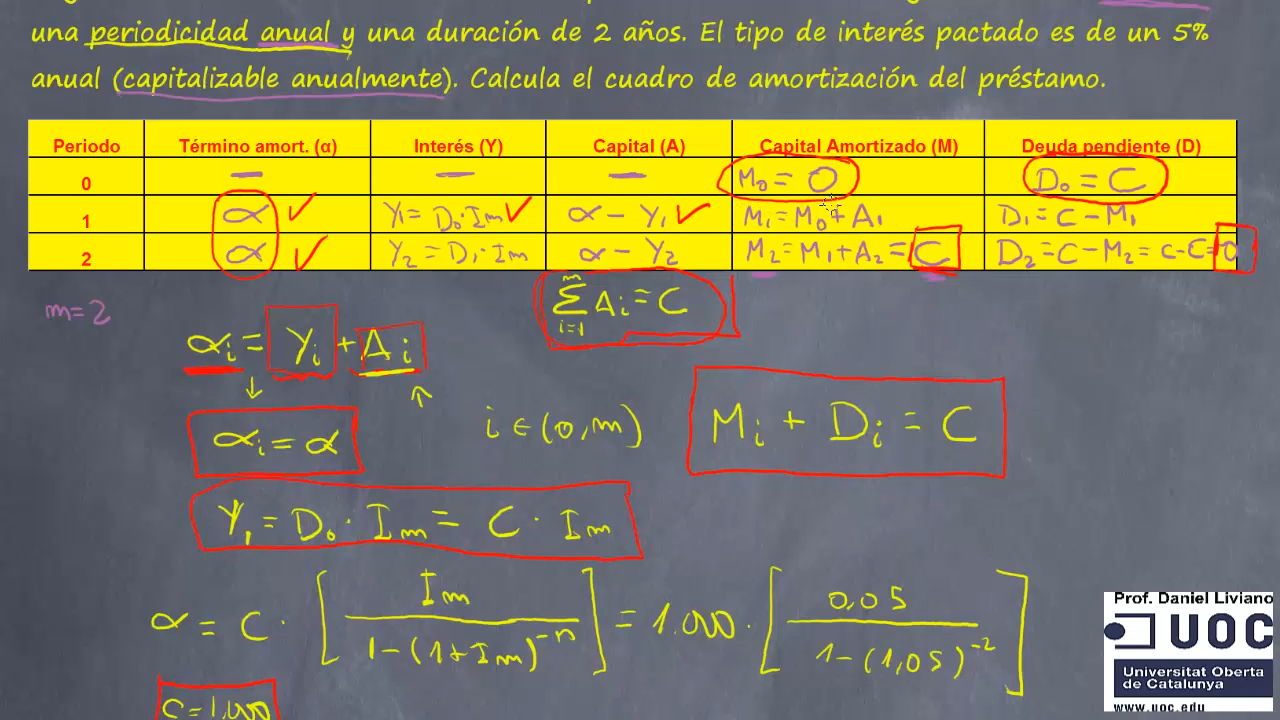 una periodicidad anual y una duración de 2 años. El tipo de interés pactado es de un 5%
anual (capitalizable anualmente). Calcula el cuadro de amortización del préstamo.
Periodo Término amort. (α) Interés (Y) Capital (A) Capital Amortizado (M) Deuda pendiente (D)
0 — — — M₀ = 0 D₀ = C
1 α Y₁ = D₀·Im α − Y₁ M₁ = M₀ + A₁ D₁ = C − M₁
2 α Y₂ = D₁·Im α − Y₂ M₂ = M₁ + A₂ = C D₂ = C − M₂ = C-C = 0
m=2
∑ᵢ₌₁ᵐ Aᵢ = C
αᵢ = Yᵢ + Aᵢ
αᵢ = α
i ∈ (0,m)
Mᵢ + Dᵢ = C
Y₁ = D₀ · Im = C · Im
α = C · [Im / 1-(1+Im)⁻ⁿ] = 1.000 · [0,05 / 1-(1,05)⁻²]
C=1.000
Prof. Daniel Liviano
UOC
Universitat Oberta
de Catalunya
www.uoc.edu